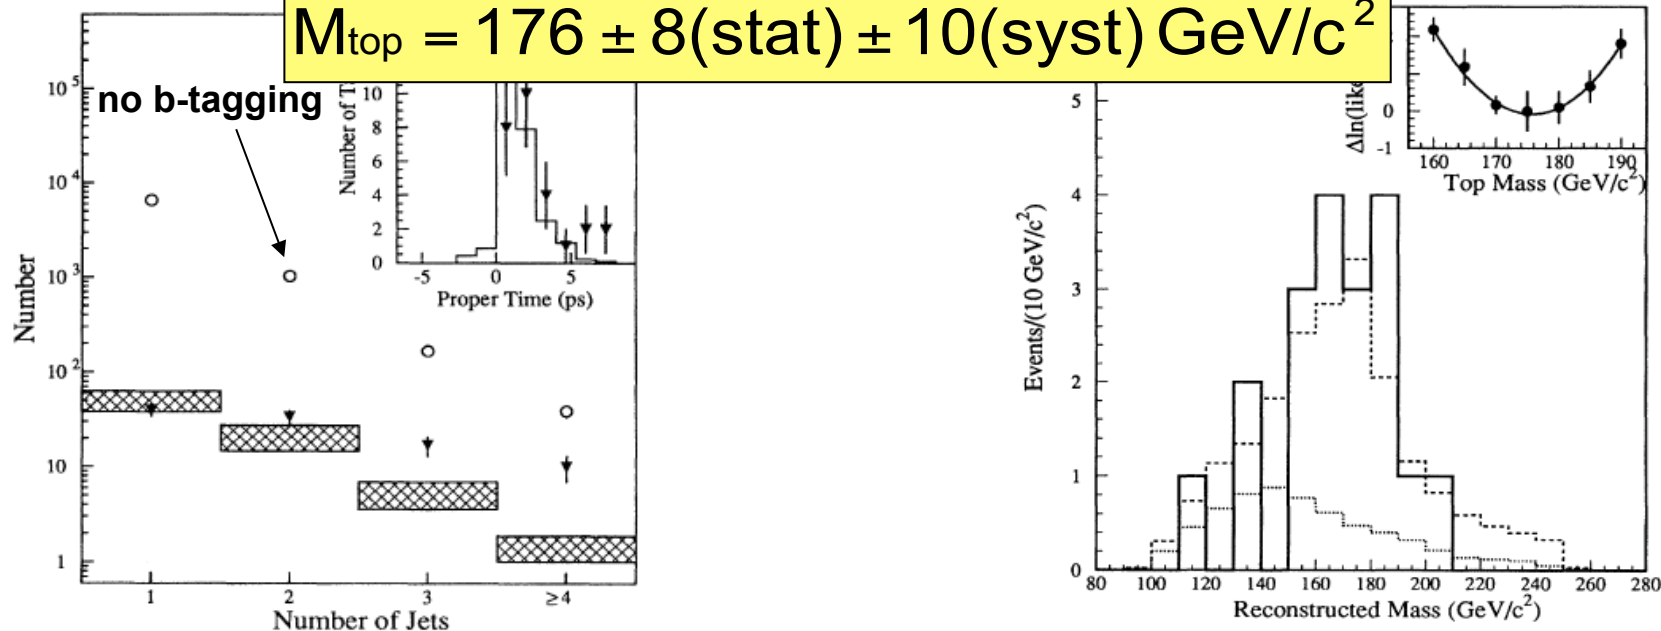 Mtop = 176 ± 8(stat) ± 10(syst) GeV/c²
no b-tagging
Number
10⁵
10⁴
10³
10²
10
1
1 2 3 ≥4
Number of Jets
10
8
6
4
2
0
-5 0 5
Proper Time (ps)
Number of
Events/(10 GeV/c²)
5
4
3
2
1
0
80 100 120 140 160 180 200 220 240 260 280
Reconstructed Mass (GeV/c²)
0
-1
160 170 180 190
Top Mass (GeV/c²)